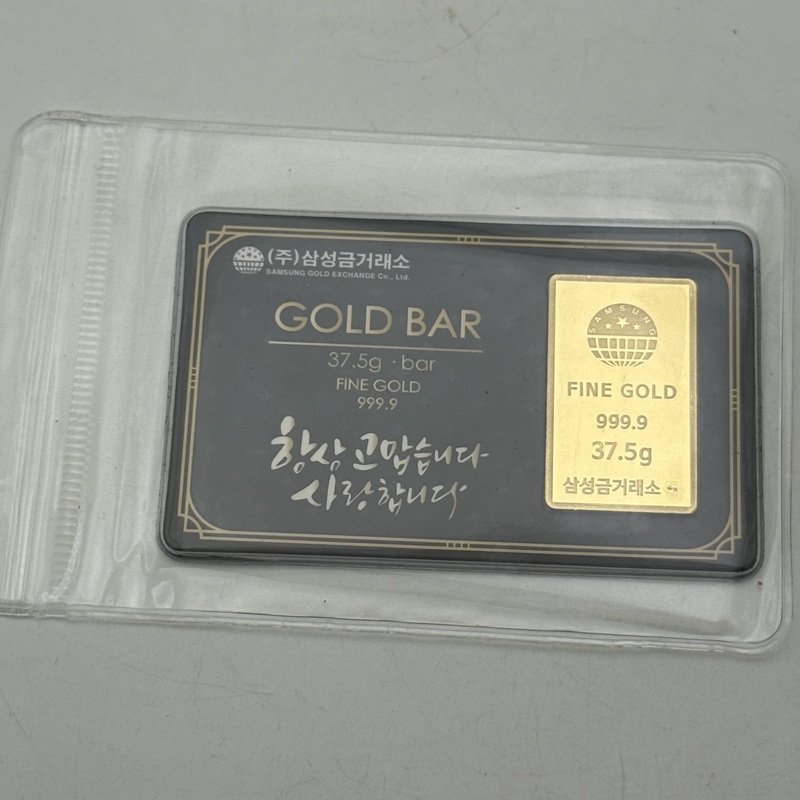 (주)삼성금거래소
SAMSUNG GOLD EXCHANGE Co., Ltd.
GOLD BAR
37.5g · bar
FINE GOLD
999.9
항상 고맙습니다
사랑합니다
SAMSUNG
FINE GOLD
999.9
37.5g
삼성금거래소